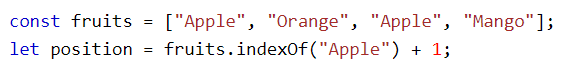 const fruits = ["Apple", "Orange", "Apple", "Mango"];
let position = fruits.indexOf("Apple") + 1;